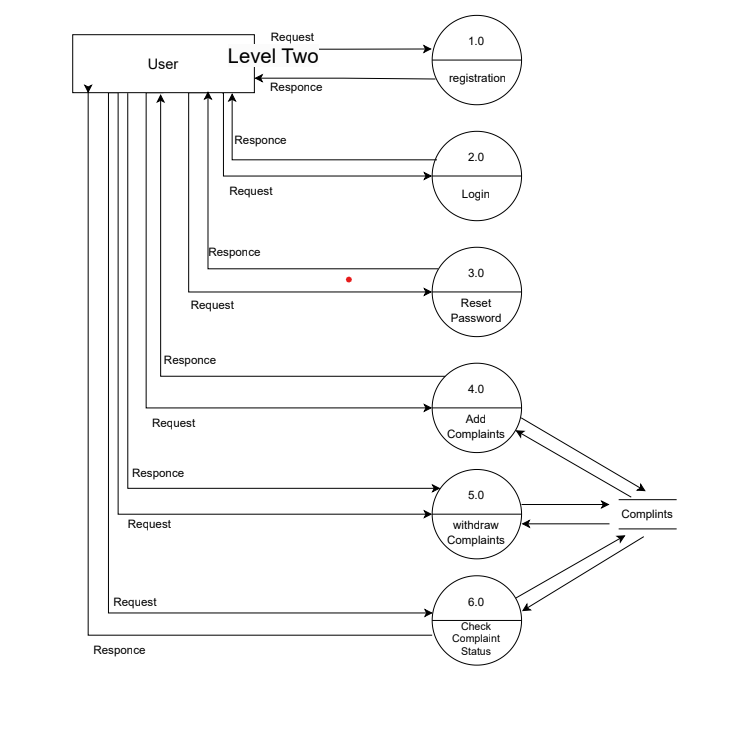 Request
User
Level Two
Responce
1.0
registration
Responce
2.0
Request
Login
Responce
3.0
Request
Reset
Password
Responce
4.0
Request
Add
Complaints
Responce
5.0
Request
withdraw
Complaints
Complints
Request
6.0
Check
Complaint
Status
Responce